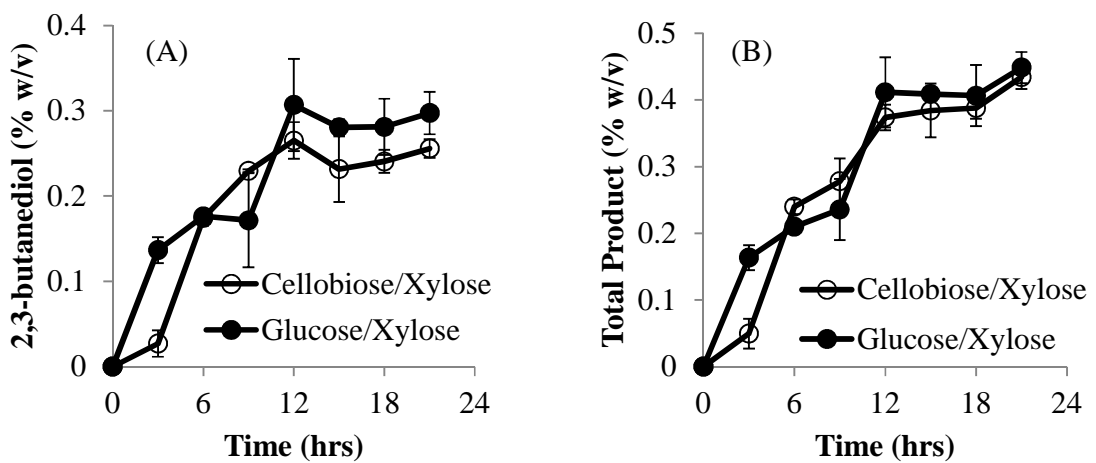 (A)
2,3-butanediol (% w/v)
0.4
0.3
0.2
0.1
0
Cellobiose/Xylose
Glucose/Xylose
0 6 12 18 24
Time (hrs)
(B)
Total Product (% w/v)
0.5
0.4
0.3
0.2
0.1
0
Cellobiose/Xylose
Glucose/Xylose
0 6 12 18 24
Time (hrs)